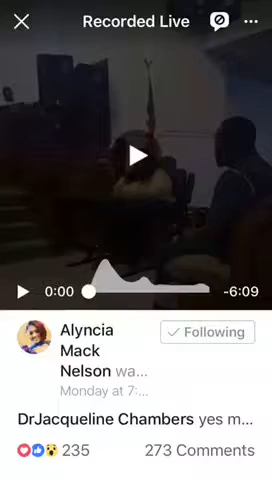 Recorded Live
0:00
-6:09
Alyncia
Mack
Nelson wa...
Following
Monday at 7:...
DrJacqueline Chambers yes m...
235
273 Comments